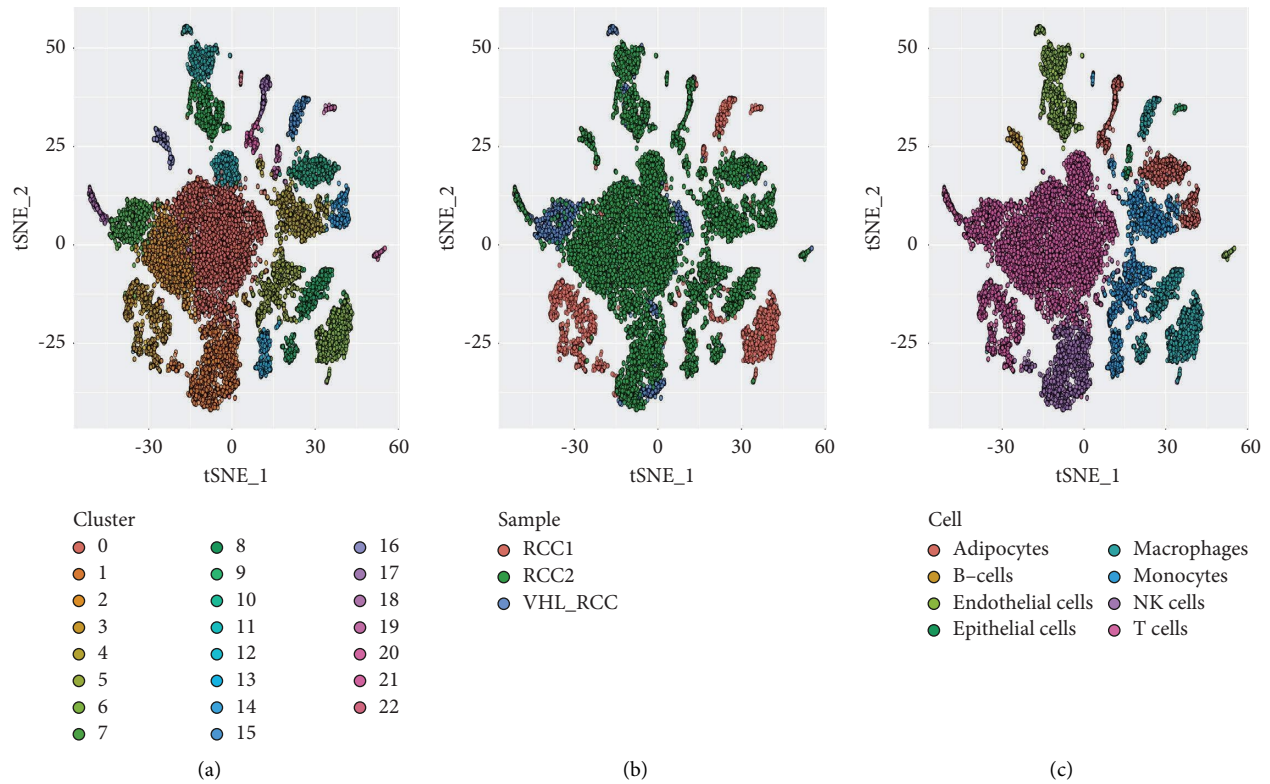 50
25
0
-25
tSNE_2
-30
0
30
60
tSNE_1
Cluster
0
1
2
3
4
5
6
7
8
9
10
11
12
13
14
15
16
17
18
19
20
21
22
(a)
50
25
0
-25
tSNE_2
-30
0
30
60
tSNE_1
Sample
RCC1
RCC2
VHL_RCC
(b)
50
25
0
-25
tSNE_2
-30
0
30
60
tSNE_1
Cell
Adipocytes
B–cells
Endothelial cells
Epithelial cells
Macrophages
Monocytes
NK cells
T cells
(c)